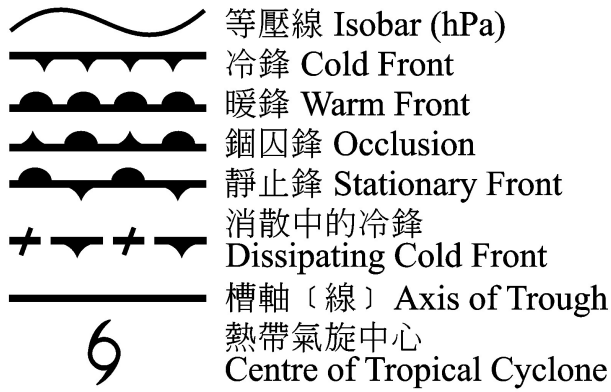 等壓線 Isobar (hPa)
冷鋒 Cold Front
暖鋒 Warm Front
錮囚鋒 Occlusion
靜止鋒 Stationary Front
消散中的冷鋒
Dissipating Cold Front
槽軸﹝線﹞ Axis of Trough
熱帶氣旋中心
Centre of Tropical Cyclone